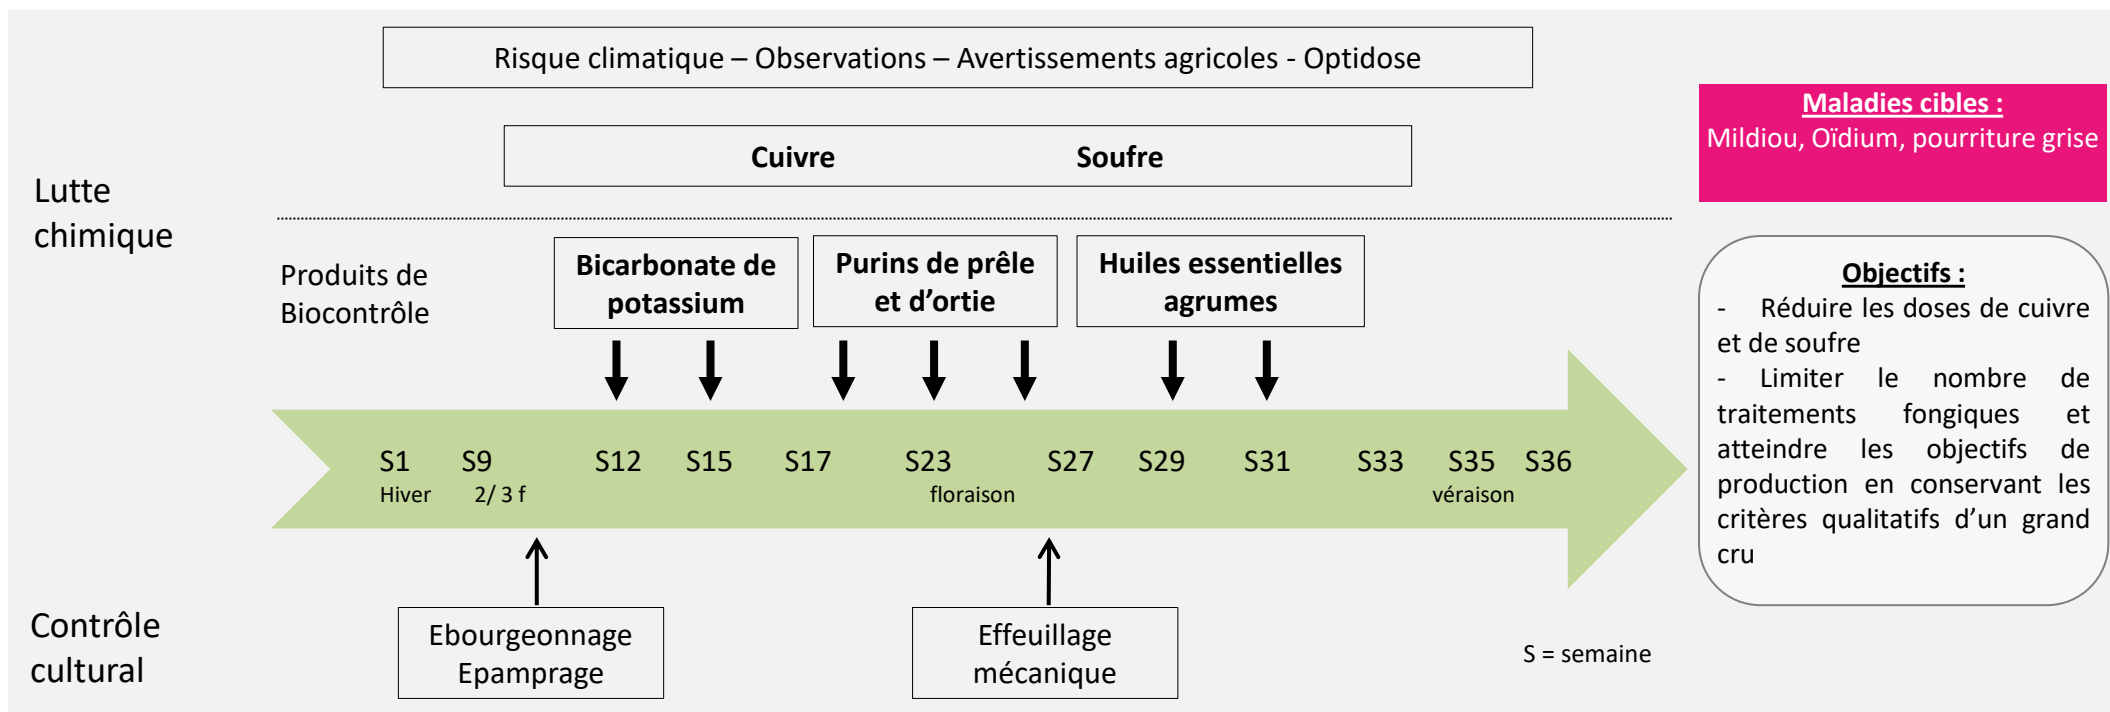 Risque climatique – Observations – Avertissements agricoles - Optidose
Cuivre Soufre
Lutte
chimique
Produits de
Biocontrôle
Bicarbonate de
potassium
Purins de prêle
et d’ortie
Huiles essentielles
agrumes
S1 S9 S12 S15 S17 S23 S27 S29 S31 S33 S35 S36
Hiver 2/ 3 f floraison véraison
Contrôle
cultural
Ebourgeonnage
Epamprage
Effeuillage
mécanique
S = semaine
Maladies cibles :
Mildiou, Oïdium, pourriture grise
Objectifs :
- Réduire les doses de cuivre
et de soufre
- Limiter le nombre de
traitements fongiques et
atteindre les objectifs de
production en conservant les
critères qualitatifs d’un grand
cru